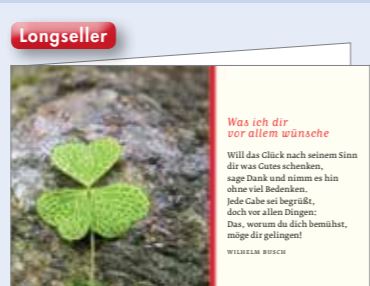 Longseller
Was ich dir
vor allem wünsche
Will das Glück nach seinem Sinn
dir was Gutes schenken,
sage Dank und nimm es hin
ohne viel Bedenken.
Jede Gabe sei begrüßt,
doch vor allen Dingen:
Das, worum du dich bemühst,
möge dir gelingen!
WILHELM BUSCH